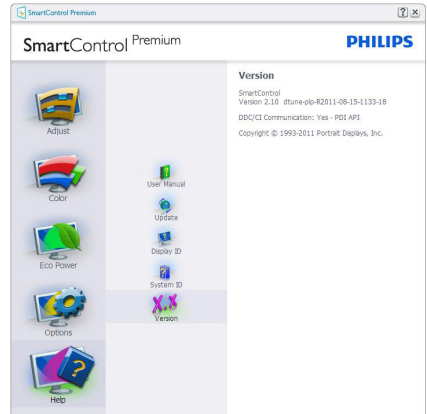 SmartControl Premium
SmartControl Premium
PHILIPS
Adjust
Color
Eco Power
Options
Help
User Manual
Update
Display ID
System ID
X.X
Version
Version
SmartControl
Version 2.10 dtune-plp-R2011-08-15-1133-18
DDC/CI Communication: Yes - PDI API
Copyright © 1993-2011 Portrait Displays, Inc.